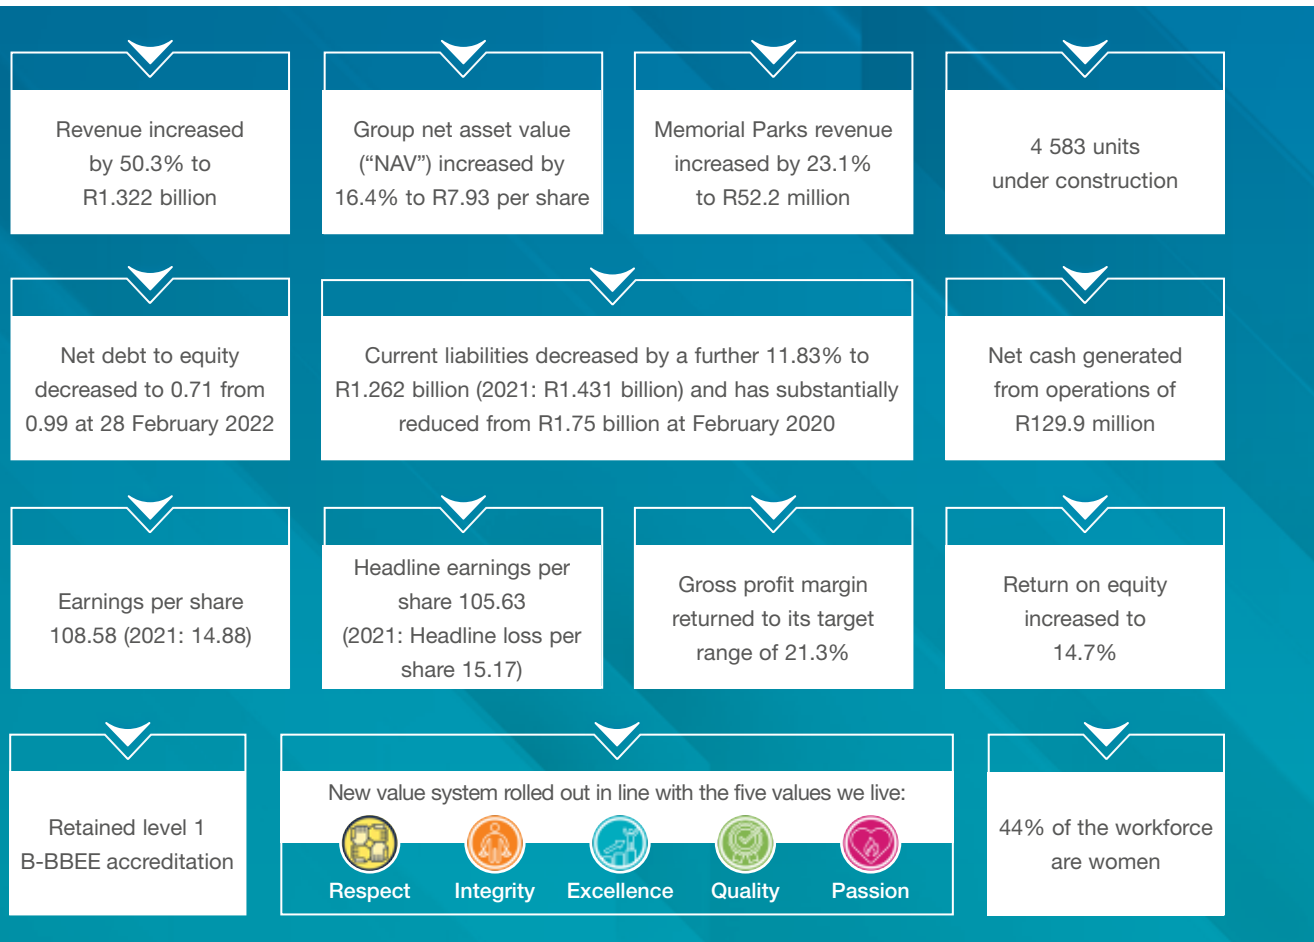 Revenue increased
by 50.3% to
R1.322 billion
Group net asset value
(“NAV”) increased by
16.4% to R7.93 per share
Memorial Parks revenue
increased by 23.1%
to R52.2 million
4 583 units
under construction
Net debt to equity
decreased to 0.71 from
0.99 at 28 February 2022
Current liabilities decreased by a further 11.83% to
R1.262 billion (2021: R1.431 billion) and has substantially
reduced from R1.75 billion at February 2020
Net cash generated
from operations of
R129.9 million
Earnings per share
108.58 (2021: 14.88)
Headline earnings per
share 105.63
(2021: Headline loss per
share 15.17)
Gross profit margin
returned to its target
range of 21.3%
Return on equity
increased to
14.7%
Retained level 1
B-BBEE accreditation
New value system rolled out in line with the five values we live:
Respect
Integrity
Excellence
Quality
Passion
44% of the workforce
are women